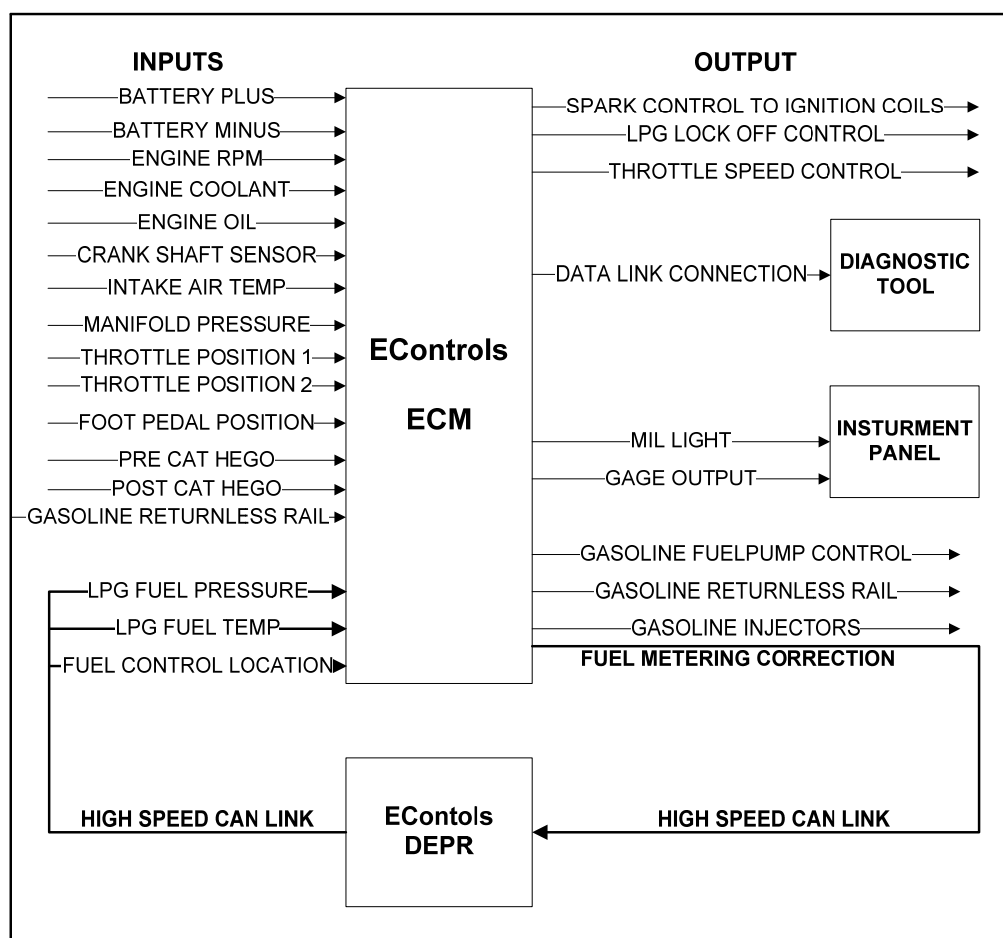 INPUTS
OUTPUT
BATTERY PLUS
BATTERY MINUS
ENGINE RPM
ENGINE COOLANT
ENGINE OIL
CRANK SHAFT SENSOR
INTAKE AIR TEMP
MANIFOLD PRESSURE
THROTTLE POSITION 1
THROTTLE POSITION 2
FOOT PEDAL POSITION
PRE CAT HEGO
POST CAT HEGO
GASOLINE RETURNLESS RAIL
LPG FUEL PRESSURE
LPG FUEL TEMP
FUEL CONTROL LOCATION
EControls
ECM
SPARK CONTROL TO IGNITION COILS
LPG LOCK OFF CONTROL
THROTTLE SPEED CONTROL
DATA LINK CONNECTION
DIAGNOSTIC
TOOL
MIL LIGHT
GAGE OUTPUT
INSTURMENT
PANEL
GASOLINE FUELPUMP CONTROL
GASOLINE RETURNLESS RAIL
GASOLINE INJECTORS
FUEL METERING CORRECTION
HIGH SPEED CAN LINK
EContols
DEPR
HIGH SPEED CAN LINK